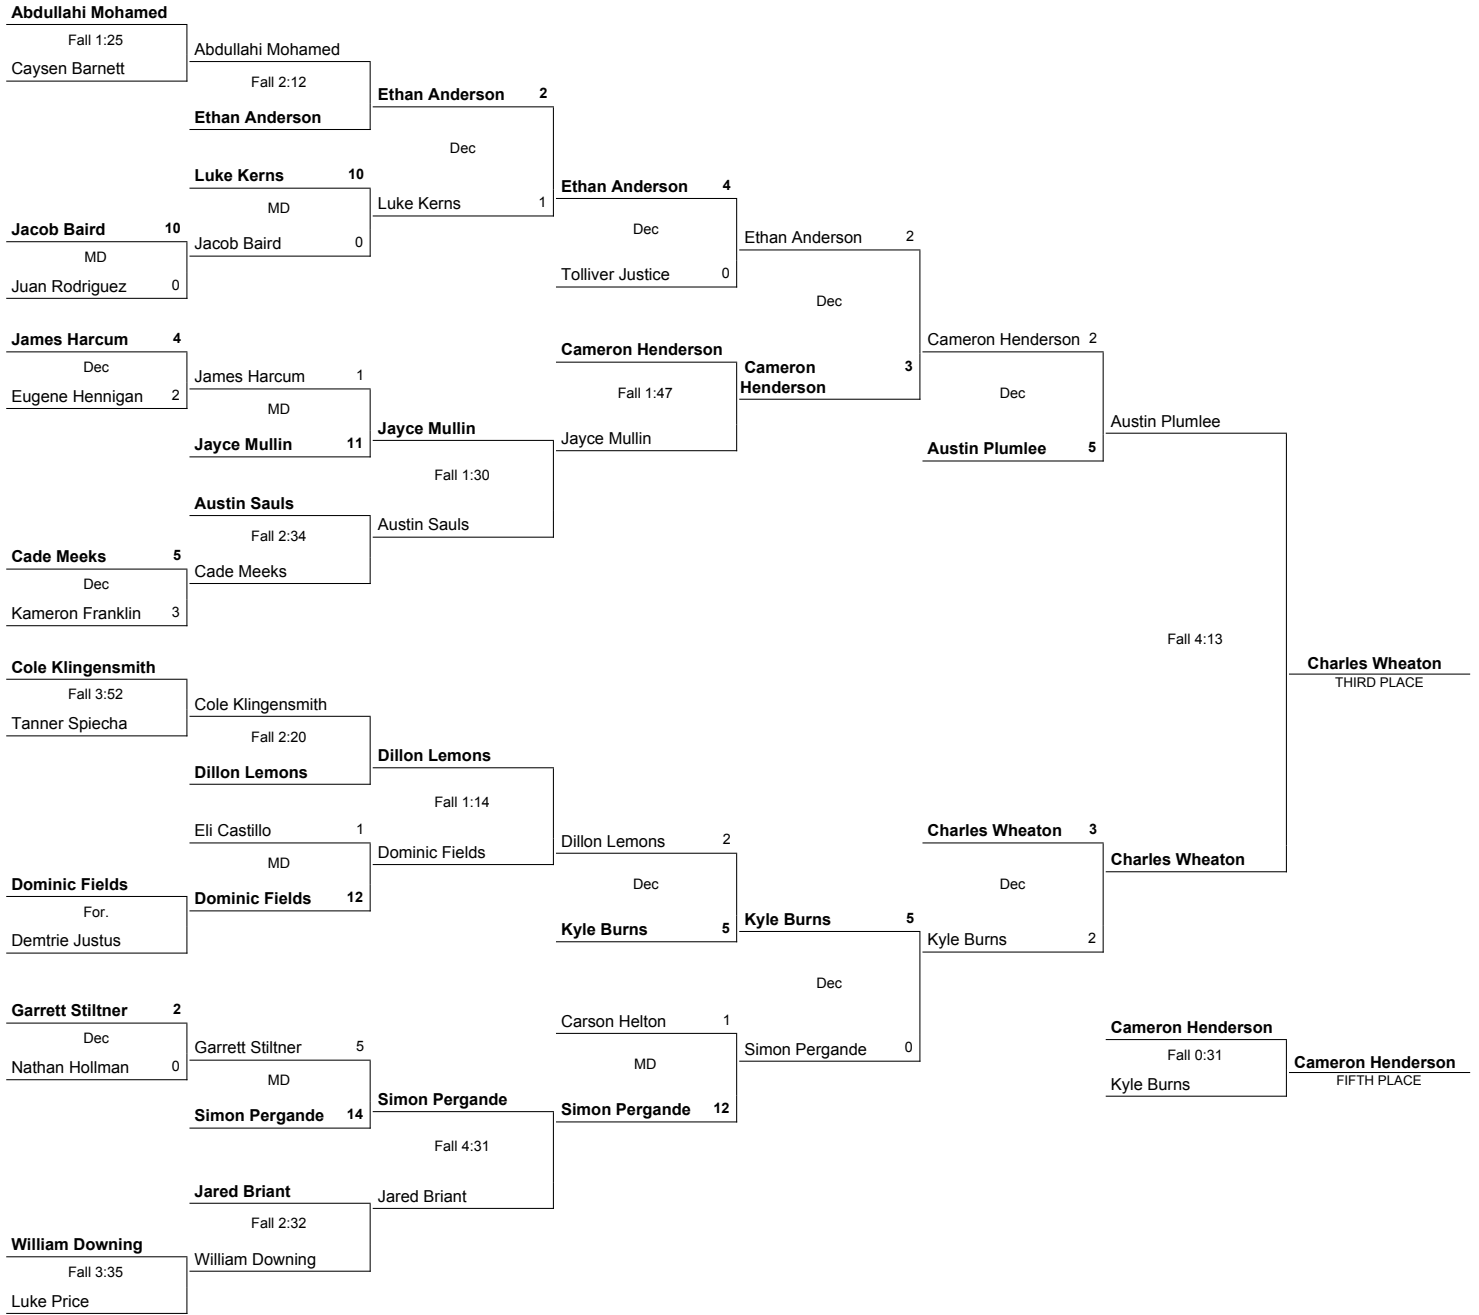 Abdullahi Mohamed
Fall 1:25
Caysen Barnett
Abdullahi Mohamed
Fall 2:12
Ethan Anderson
Ethan Anderson 2
Dec
Luke Kerns 1
Luke Kerns 10
MD
Jacob Baird 0
Jacob Baird 10
MD
Juan Rodriguez 0
Ethan Anderson 4
Dec
Tolliver Justice 0
Ethan Anderson 2
Dec
Cameron
Henderson 3
James Harcum 4
Dec
Eugene Hennigan 2
James Harcum 1
MD
Jayce Mullin 11
Jayce Mullin
Fall 1:30
Austin Sauls
Austin Sauls
Fall 2:34
Cade Meeks
Cade Meeks 5
Dec
Kameron Franklin 3
Cameron Henderson
Fall 1:47
Jayce Mullin
Cameron Henderson 2
Dec
Austin Plumlee 5
Austin Plumlee
Fall 4:13
Charles Wheaton
THIRD PLACE
Cole Klingensmith
Fall 3:52
Tanner Spiecha
Cole Klingensmith
Fall 2:20
Dillon Lemons
Dillon Lemons
Fall 1:14
Dominic Fields
Eli Castillo 1
MD
Dominic Fields 12
Dominic Fields
For.
Demtrie Justus
Dillon Lemons 2
Dec
Kyle Burns 5
Kyle Burns 5
Dec
Simon Pergande 0
Charles Wheaton 3
Dec
Kyle Burns 2
Charles Wheaton
Garrett Stiltner 2
Dec
Nathan Hollman 0
Garrett Stiltner 5
MD
Simon Pergande 14
Simon Pergande
Fall 4:31
Jared Briant
Jared Briant
Fall 2:32
William Downing
William Downing
Fall 3:35
Luke Price
Carson Helton 1
MD
Simon Pergande 12
Cameron Henderson
Fall 0:31
Kyle Burns
Cameron Henderson
FIFTH PLACE